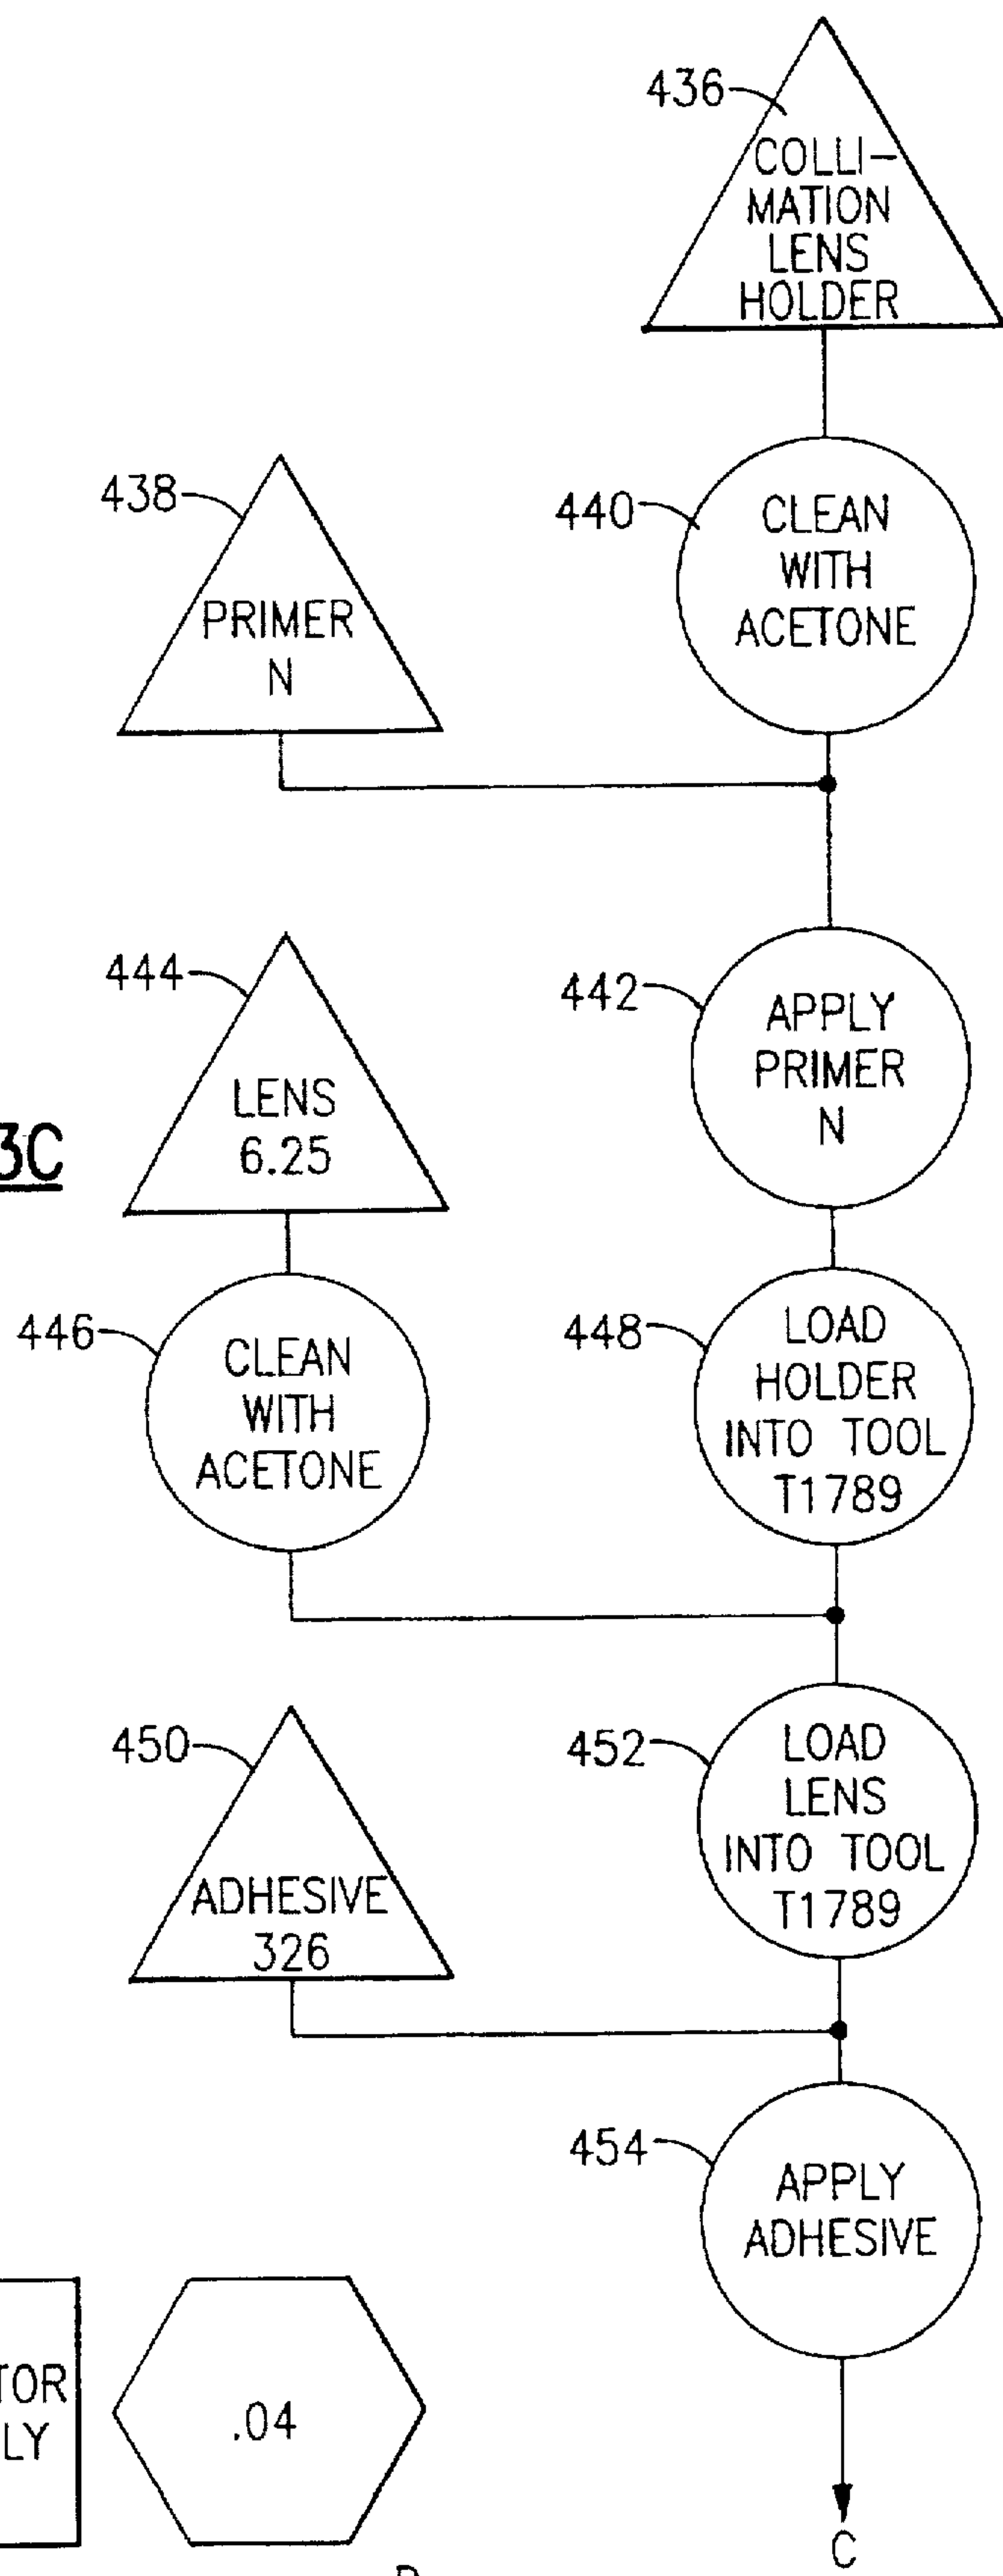 436
COLLI-
MATION
LENS
HOLDER
438
PRIMER
N
440
CLEAN
WITH
ACETONE
444
LENS
6.25
442
APPLY
PRIMER
N
3C
446
CLEAN
WITH
ACETONE
448
LOAD
HOLDER
INTO TOOL
T1789
450
ADHESIVE
326
452
LOAD
LENS
INTO TOOL
T1789
454
APPLY
ADHESIVE
TOR
LY
.04
C